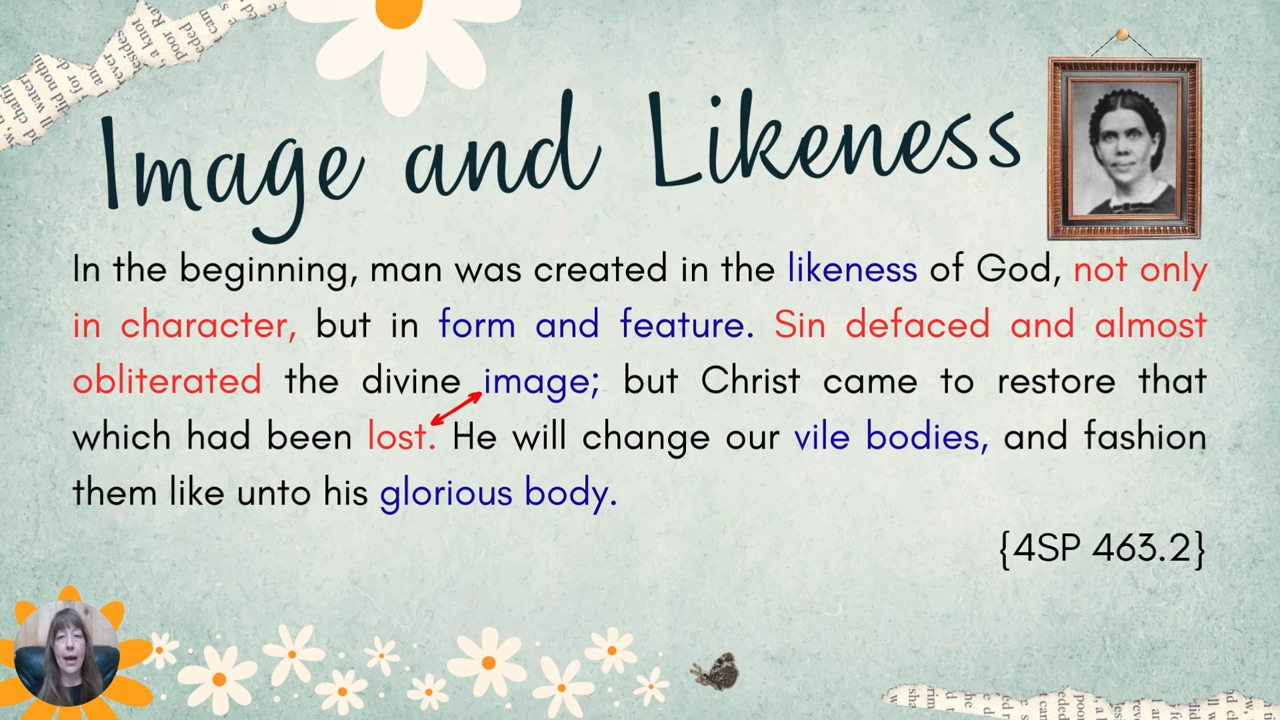 Image and Likeness
In the beginning, man was created in the likeness of God, not only
in character, but in form and feature. Sin defaced and almost
obliterated the divine image; but Christ came to restore that
which had been lost. He will change our vile bodies, and fashion
them like unto his glorious body.
{4SP 463.2}